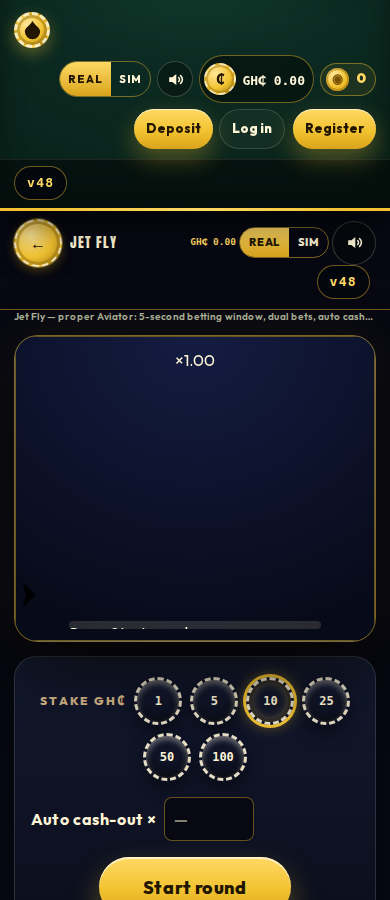 REAL SIM ₵ GH₵ 0.00 0
Deposit Login Register
v48
← JET FLY GH₵ 0.00 REAL SIM
v48
Jet Fly — proper Aviator: 5-second betting window, dual bets, auto cash…
×1.00
STAKE GH₵ 1 5 10 25
50 100
Auto cash-out × —
Start round